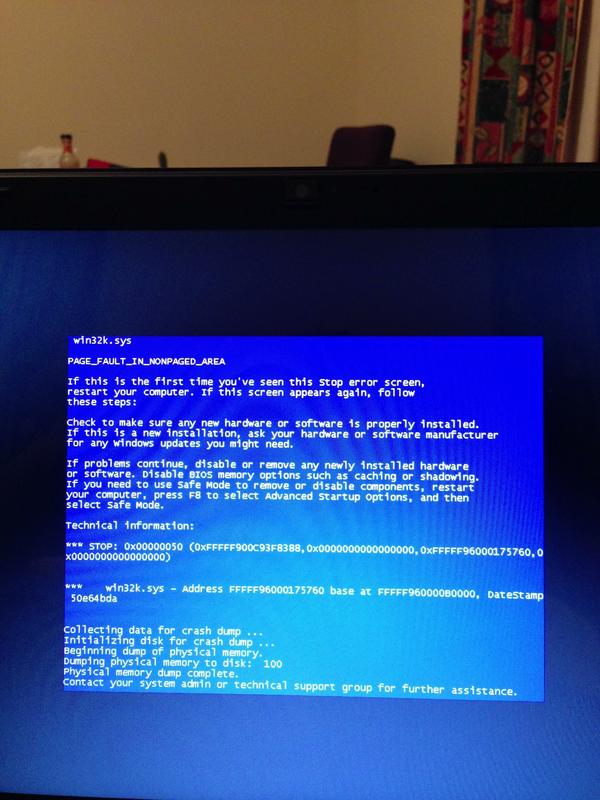 win32k.sys
PAGE_FAULT_IN_NONPAGED_AREA
If this is the first time you've seen this Stop error screen,
restart your computer. If this screen appears again, follow
these steps:
Check to make sure any new hardware or software is properly installed.
If this is a new installation, ask your hardware or software manufacturer
for any Windows updates you might need.
If problems continue, disable or remove any newly installed hardware
or software. Disable BIOS memory options such as caching or shadowing.
If you need to use Safe Mode to remove or disable components, restart
your computer, press F8 to select Advanced Startup Options, and then
select Safe Mode.
Technical information:
*** STOP: 0x00000050 (0xFFFFF900C93F8388,0x0000000000000000,0xFFFFF96000175760,0
x0000000000000000)
*** win32k.sys - Address FFFFF96000175760 base at FFFFF960000B0000, DateStamp
50e64bda
Collecting data for crash dump ...
Initializing disk for crash dump ...
Beginning dump of physical memory.
Dumping physical memory to disk: 100
Physical memory dump complete.
Contact your system admin or technical support group for further assistance.